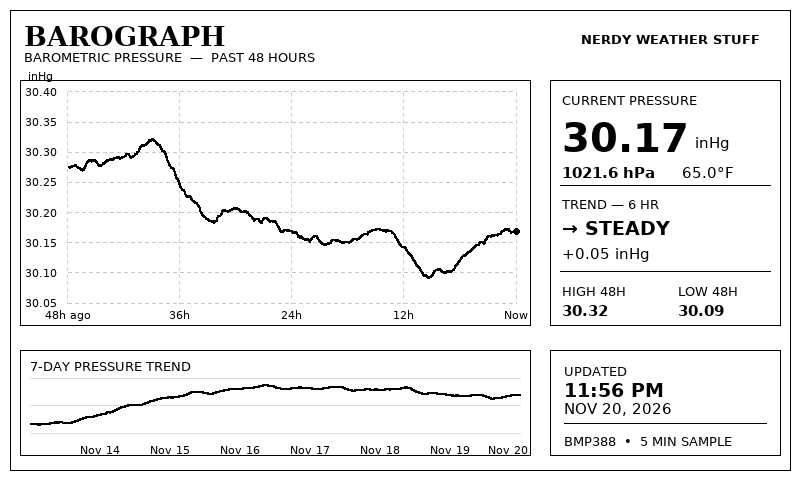 BAROGRAPH
BAROMETRIC PRESSURE — PAST 48 HOURS
NERDY WEATHER STUFF
inHg
30.40
30.35
30.30
30.25
30.20
30.15
30.10
30.05
48h ago 36h 24h 12h Now
CURRENT PRESSURE
30.17 inHg
1021.6 hPa 65.0°F
TREND — 6 HR
→ STEADY
+0.05 inHg
HIGH 48H LOW 48H
30.32 30.09
7-DAY PRESSURE TREND
Nov 14 Nov 15 Nov 16 Nov 17 Nov 18 Nov 19 Nov 20
UPDATED
11:56 PM
NOV 20, 2026
BMP388 • 5 MIN SAMPLE